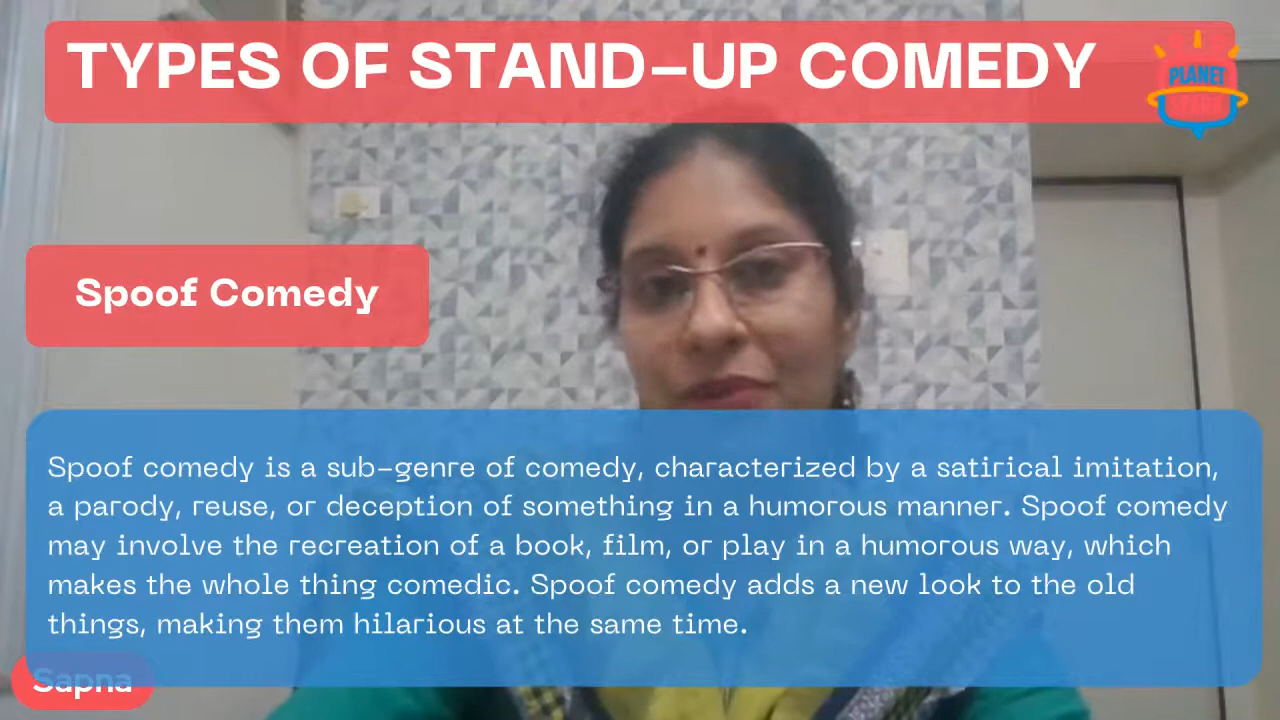 TYPES OF STAND-UP COMEDY
PLANET
Spoof Comedy
Spoof comedy is a sub-genre of comedy, characterized by a satirical imitation,
a parody, reuse, or deception of something in a humorous manner. Spoof comedy
may involve the recreation of a book, film, or play in a humorous way, which
makes the whole thing comedic. Spoof comedy adds a new look to the old
things, making them hilarious at the same time.
Sapna